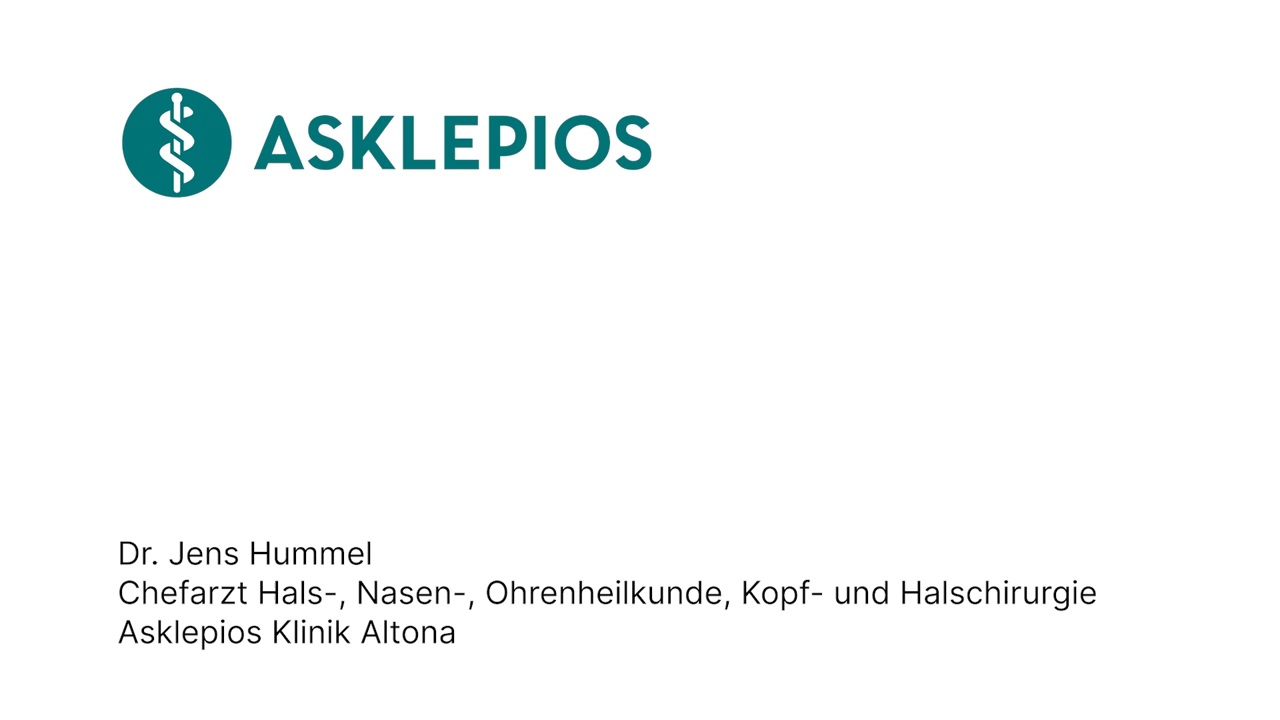 ASKLEPIOS
Dr. Jens Hummel
Chefarzt Hals-, Nasen-, Ohrenheilkunde, Kopf- und Halschirurgie
Asklepios Klinik Altona